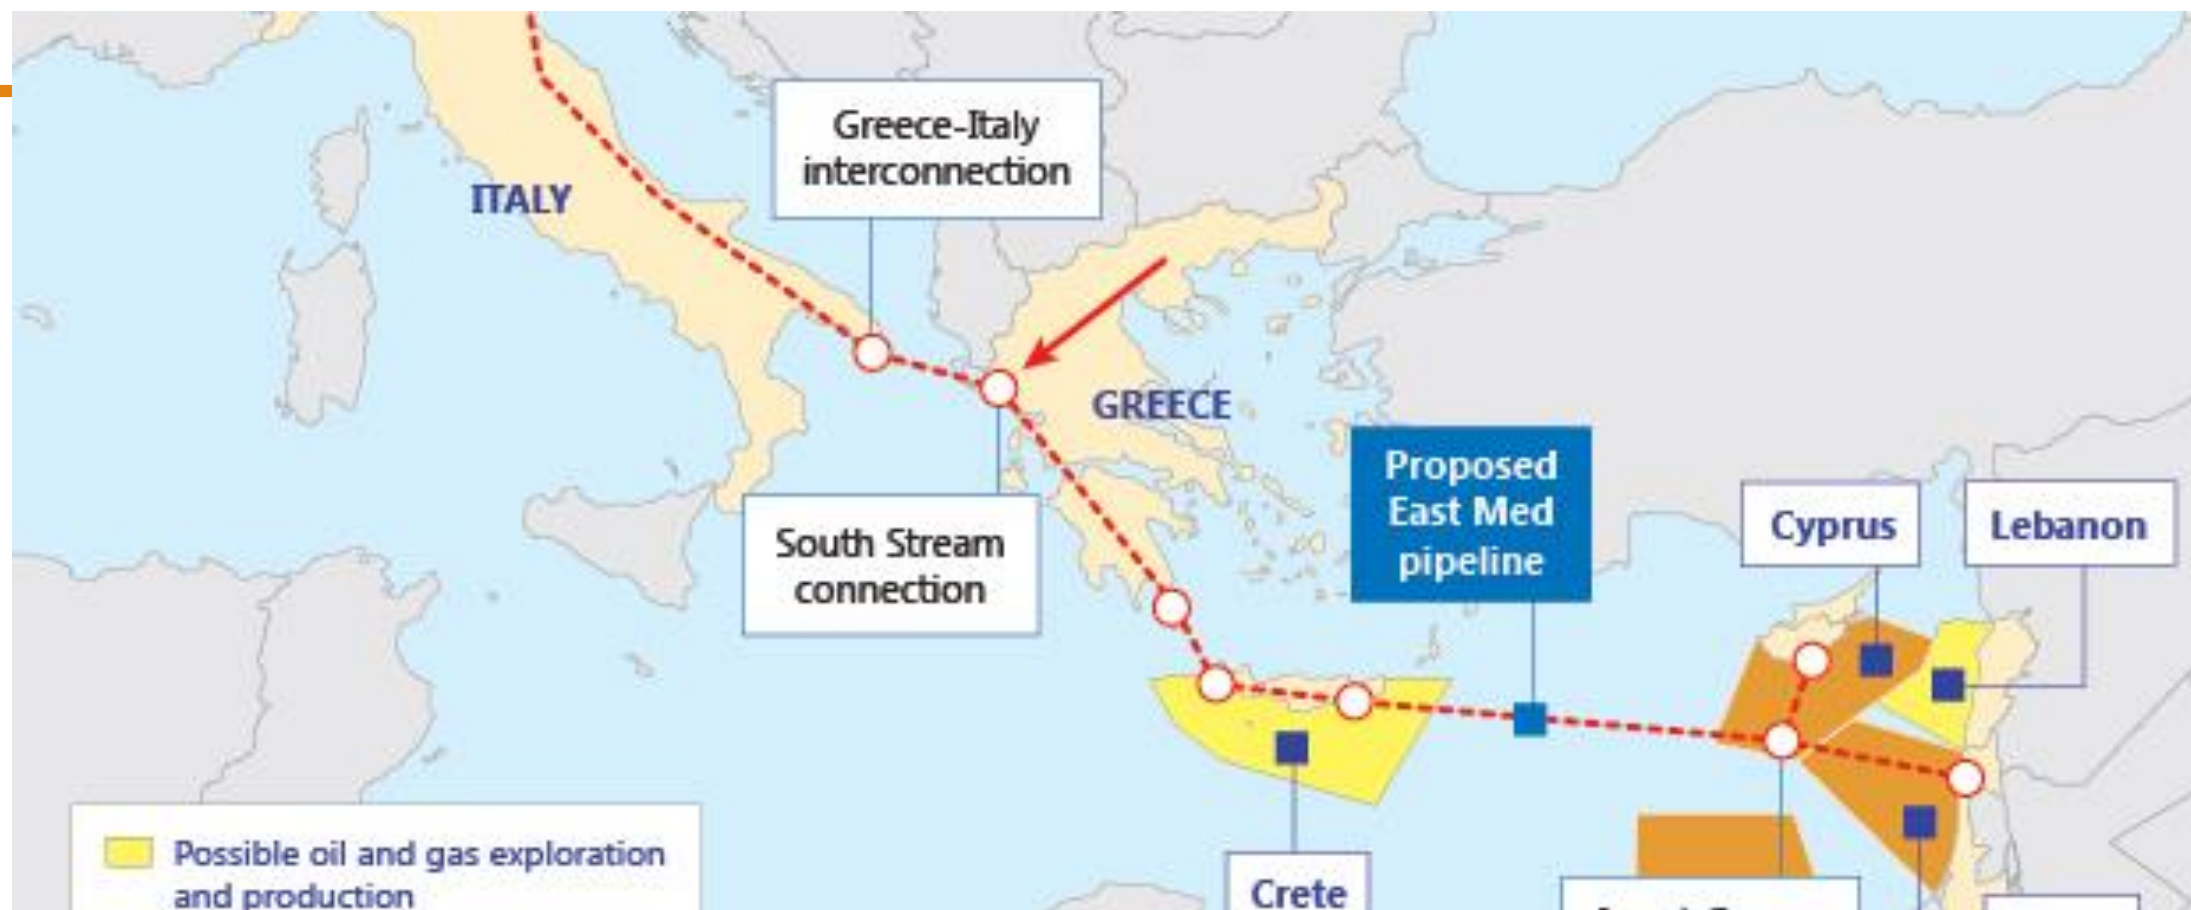 Greece-Italy
interconnection
ITALY
GREECE
Proposed
East Med
pipeline
Cyprus
Lebanon
South Stream
connection
Possible oil and gas exploration
and production
Crete